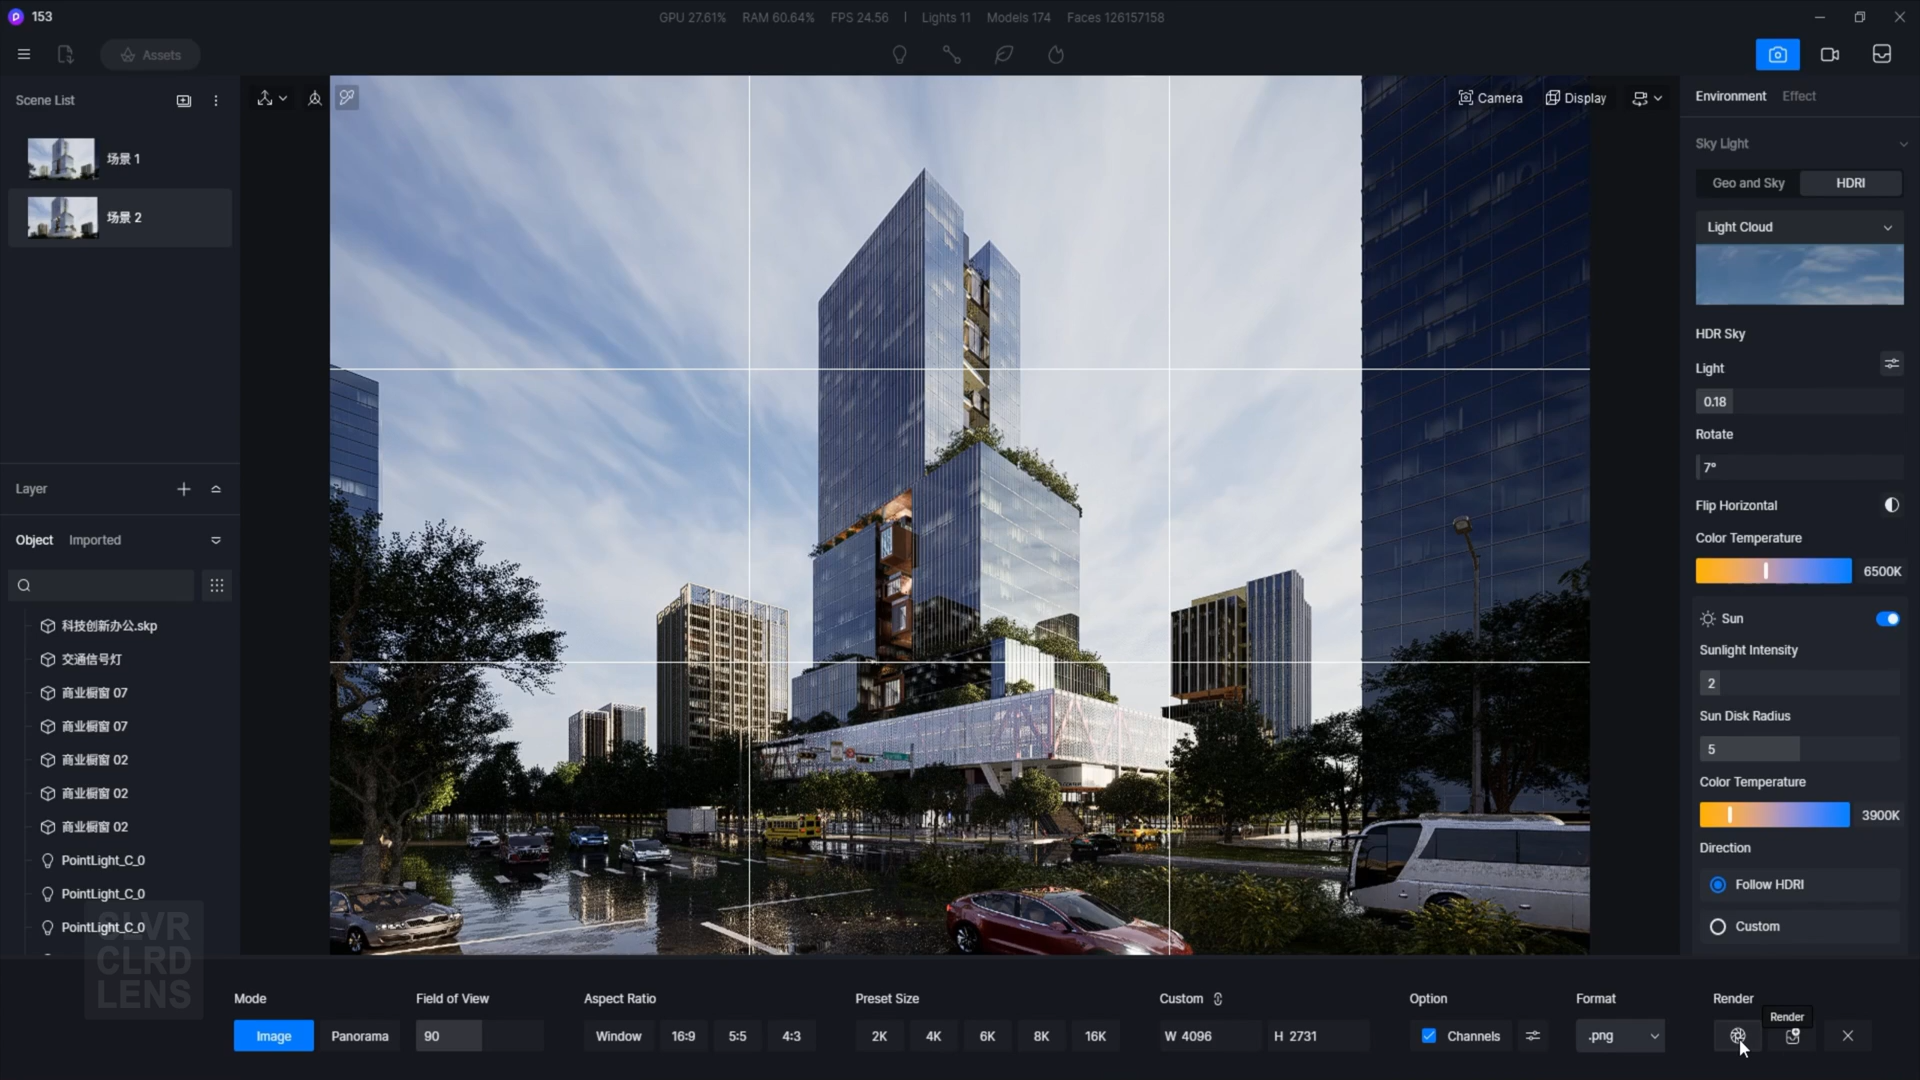 153
GPU 27.61% RAM 60.64% FPS 24.56 | Lights 11 Models 174 Faces 126157158
Assets
Scene List
场景 1
场景 2
Camera
Display
Environment Effect
Sky Light
Geo and Sky HDRI
Light Cloud
HDR Sky
Light
0.18
Rotate
7°
Flip Horizontal
Color Temperature
6500K
Sun
Sunlight Intensity
2
Sun Disk Radius
5
Color Temperature
3900K
Direction
Follow HDRI
Custom
Layer
Object Imported
科技创新办公.skp
交通信号灯
商业橱窗 07
商业橱窗 07
商业橱窗 02
商业橱窗 02
商业橱窗 02
PointLight_C_0
PointLight_C_0
PointLight_C_0
SLVR
CLRD
LENS
Mode Field of View Aspect Ratio Preset Size Custom Option Format Render
Render
Image Panorama 90 Window 16:9 5:5 4:3 2K 4K 6K 8K 16K W 4096 H 2731 Channels .png